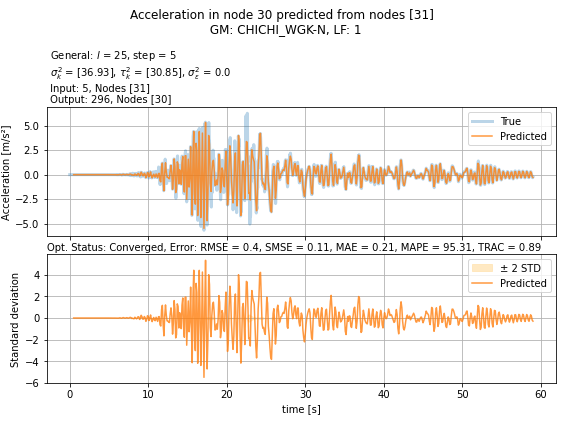 Acceleration in node 30 predicted from nodes [31]
GM: CHICHI_WGK-N, LF: 1
General: l = 25, step = 5
σ²ₖ = [36.93], τ²ₖ = [30.85], σ²ε = 0.0
Input: 5, Nodes [31]
Output: 296, Nodes [30]
Acceleration [m/s²]
5.0
2.5
0.0
−2.5
−5.0
True
Predicted
Opt. Status: Converged, Error: RMSE = 0.4, SMSE = 0.11, MAE = 0.21, MAPE = 95.31, TRAC = 0.89
Standard deviation
4
2
0
−2
−4
−6
± 2 STD
Predicted
0 10 20 30 40 50 60
time [s]